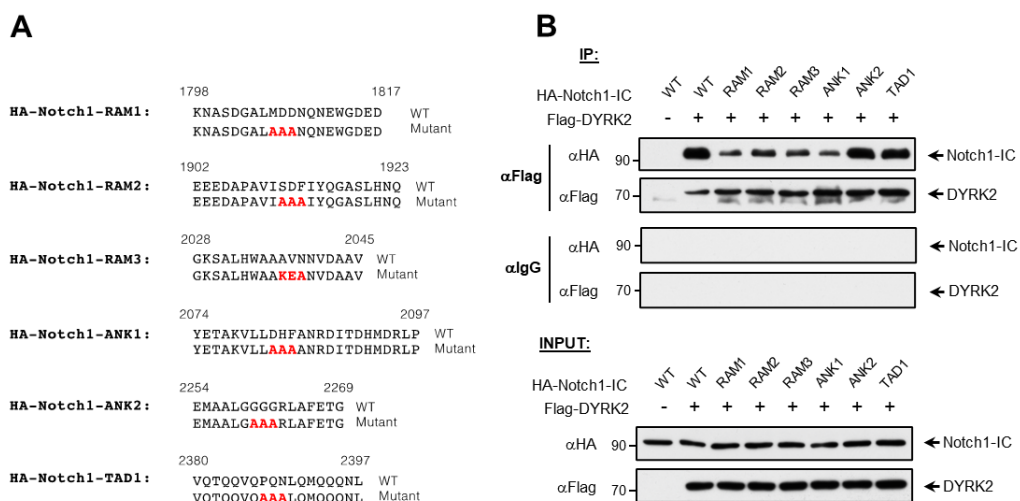 A
1798 1817
HA-Notch1-RAM1: KNASDGALMDDNQNEWGDED WT
KNASDGALAAANQNEWGDED Mutant
1902 1923
HA-Notch1-RAM2: EEEDAPAVISDFIYQGASLHNQ WT
EEEDAPAVIAAAIYQGASLHNQ Mutant
2028 2045
HA-Notch1-RAM3: GKSALHWAAAVNNVDAAV WT
GKSALHWAAKEANVDAAV Mutant
2074 2097
HA-Notch1-ANK1: YETAKVLLDHFANRDITDHMDRLP WT
YETAKVLLAAAANRDITDHMDRLP Mutant
2254 2269
HA-Notch1-ANK2: EMAALGGGGRLAFETG WT
EMAALGAAARLAFETG Mutant
2380 2397
HA-Notch1-TAD1: VQTQQVQPQNLQMQQQNL WT
VQTQQVQAAALQMQQQNL Mutant
B
IP:
HA-Notch1-IC WT WT RAM1 RAM2 RAM3 ANK1 ANK2 TAD1
Flag-DYRK2 - + + + + + + +
αFlag
αHA 90 Notch1-IC
αFlag 70 DYRK2
αIgG
αHA 90 Notch1-IC
αFlag 70 DYRK2
INPUT:
HA-Notch1-IC WT WT RAM1 RAM2 RAM3 ANK1 ANK2 TAD1
Flag-DYRK2 - + + + + + + +
αHA 90 Notch1-IC
αFlag 70 DYRK2